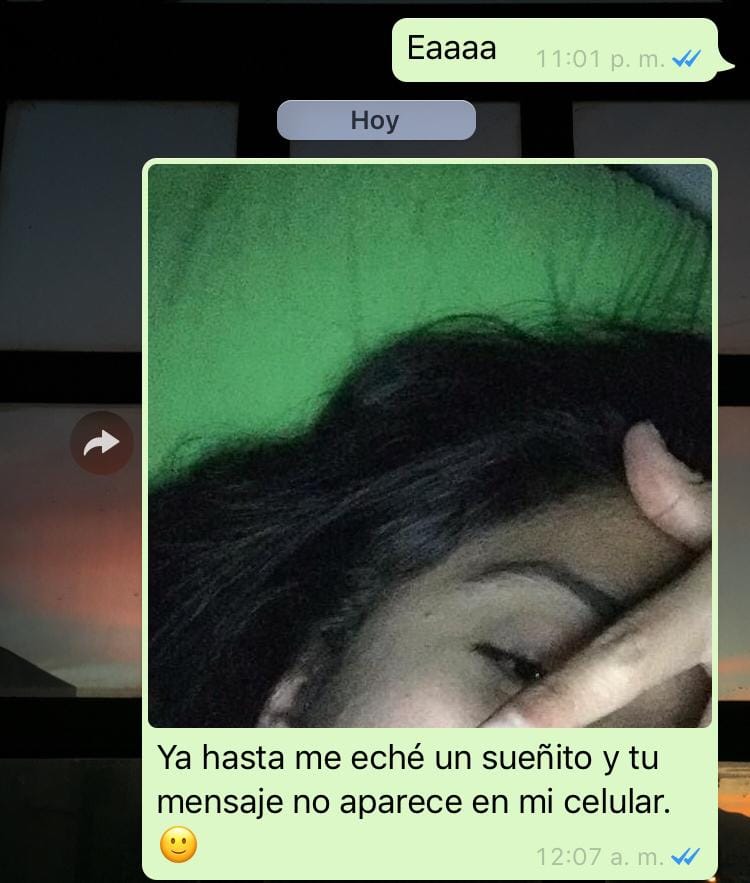 Eaaaa
11:01 p. m.
Hoy
Ya hasta me eché un sueñito y tu
mensaje no aparece en mi celular.
🙂
12:07 a. m.